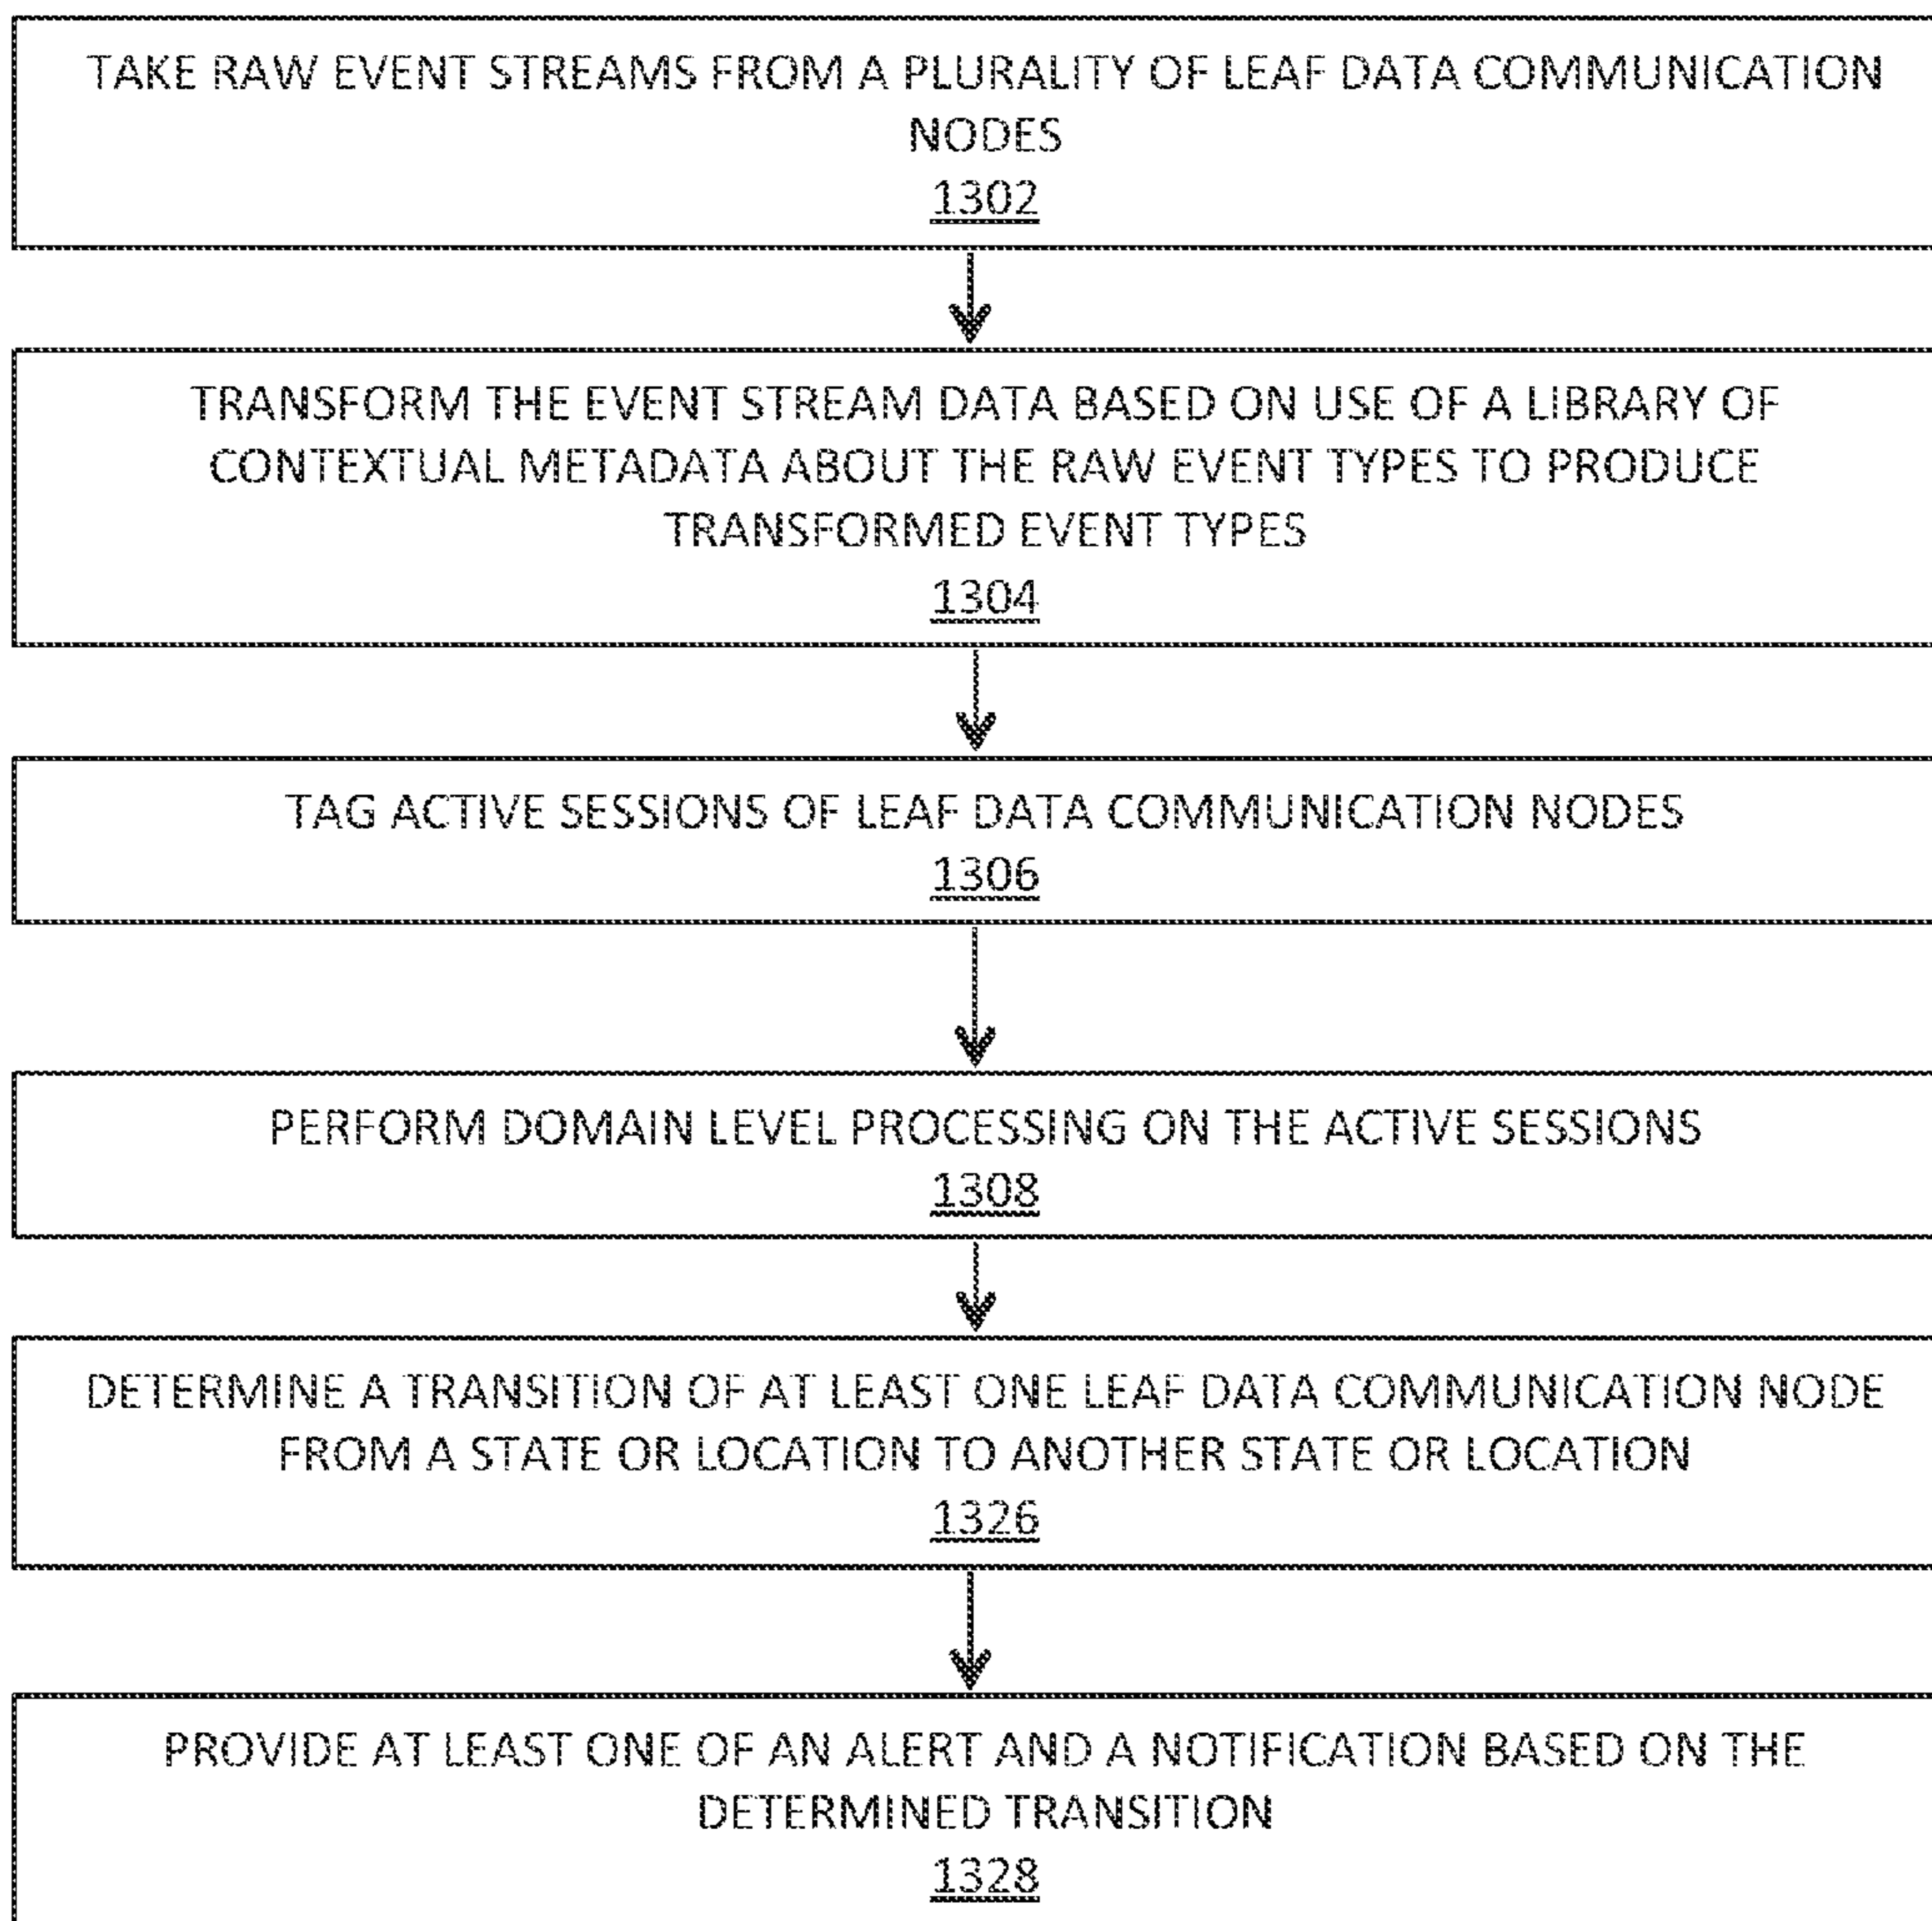 TAKE RAW EVENT STREAMS FROM A PLURALITY OF LEAF DATA COMMUNICATION
NODES
1302
TRANSFORM THE EVENT STREAM DATA BASED ON USE OF A LIBRARY OF
CONTEXTUAL METADATA ABOUT THE RAW EVENT TYPES TO PRODUCE
TRANSFORMED EVENT TYPES
1304
TAG ACTIVE SESSIONS OF LEAF DATA COMMUNICATION NODES
1306
PERFORM DOMAIN LEVEL PROCESSING ON THE ACTIVE SESSIONS
1308
DETERMINE A TRANSITION OF AT LEAST ONE LEAF DATA COMMUNICATION NODE
FROM A STATE OR LOCATION TO ANOTHER STATE OR LOCATION
1326
PROVIDE AT LEAST ONE OF AN ALERT AND A NOTIFICATION BASED ON THE
DETERMINED TRANSITION
1328